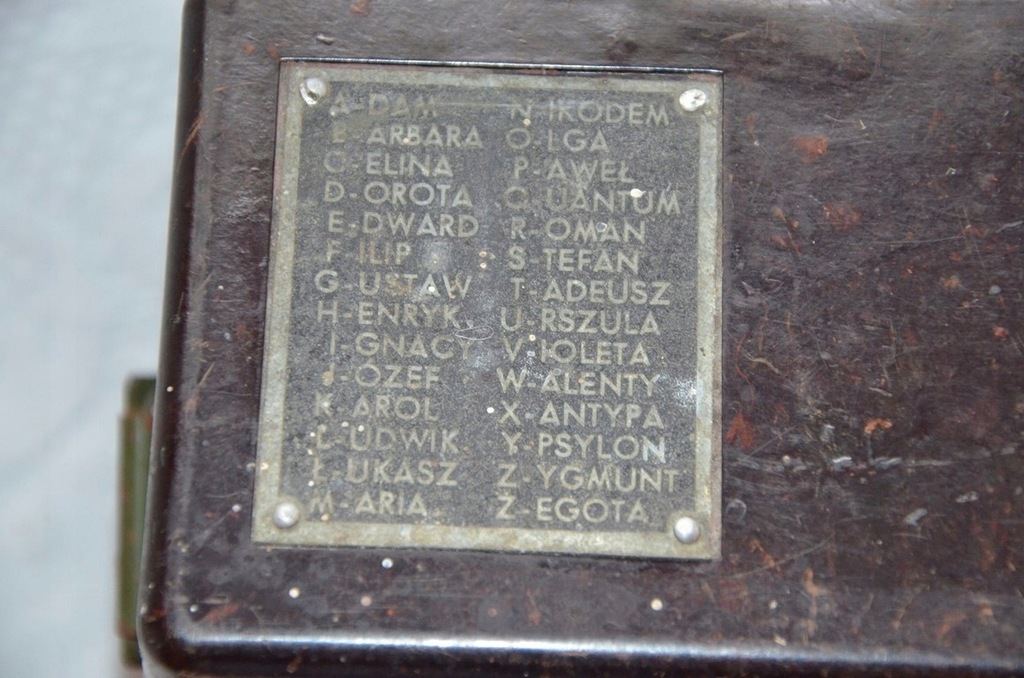 A-DAM
B-ARBARA
C-ELINA
D-OROTA
E-DWARD
F-ILIP
G-USTAW
H-ENRYK
I-GNACY
J-ÓZEF
K-AROL
L-UDWIK
Ł-UKASZ
M-ARIA
N-IKODEM
O-LGA
P-AWEŁ
Q-UANTUM
R-OMAN
S-TEFAN
T-ADEUSZ
U-RSZULA
V-IOLETA
W-ALENTY
X-ANTYPA
Y-PSYLON
Z-YGMUNT
Ż-EGOTA